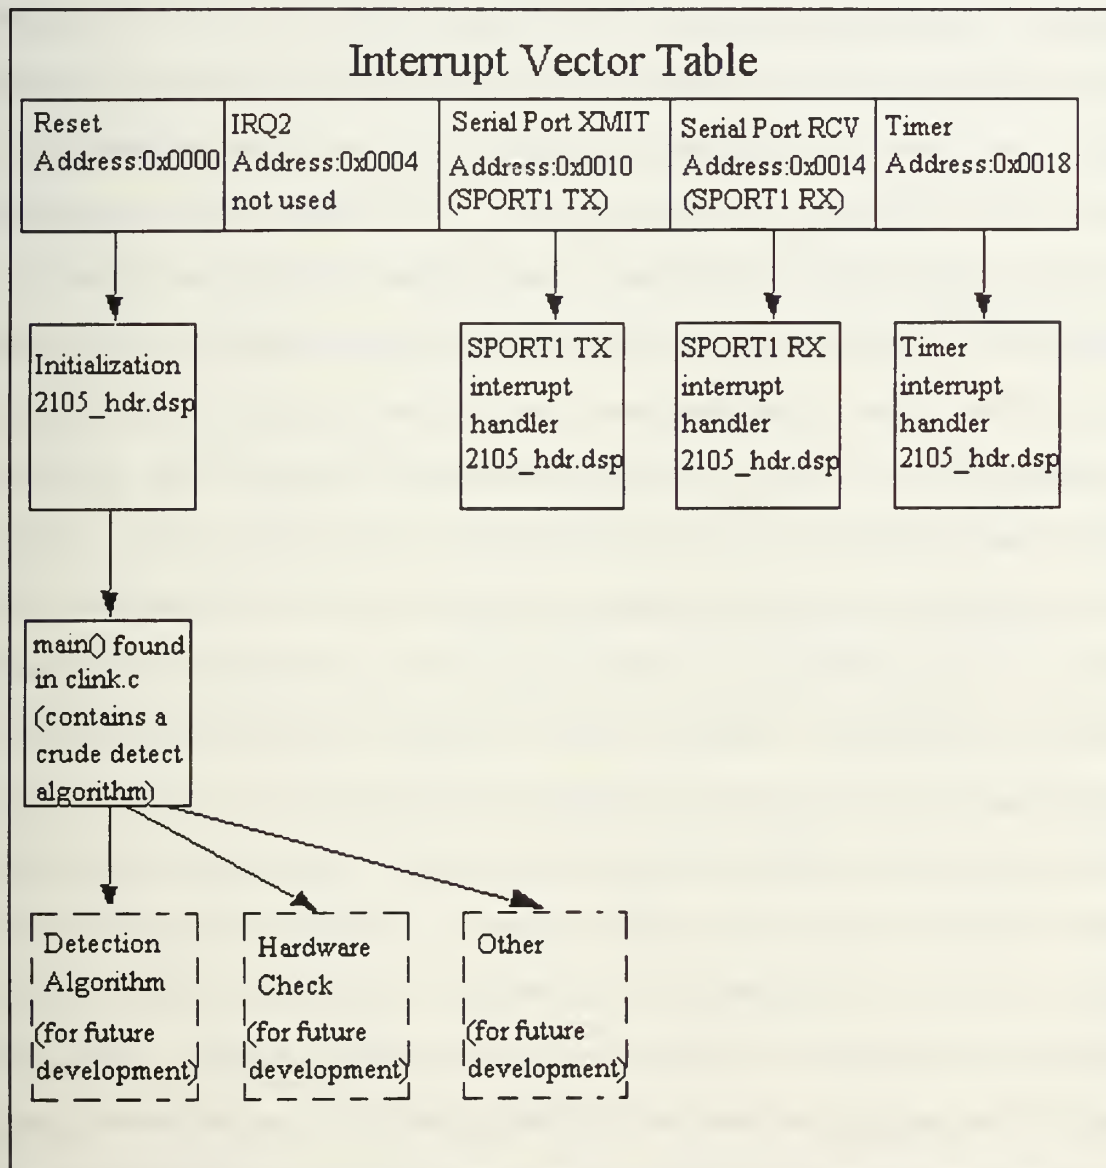 Interrupt Vector Table
Reset
Address:0x0000
IRQ2
Address:0x0004
not used
Serial Port XMIT
Address:0x0010
(SPORT1 TX)
Serial Port RCV
Address:0x0014
(SPORT1 RX)
Timer
Address:0x0018
Initialization
2105_hdr.dsp
SPORT1 TX
interrupt
handler
2105_hdr.dsp
SPORT1 RX
interrupt
handler
2105_hdr.dsp
Timer
interrupt
handler
2105_hdr.dsp
main() found
in clink.c
(contains a
crude detect
algorithm)
Detection
Algorithm
(for future
development)
Hardware
Check
(for future
development)
Other
(for future
development)